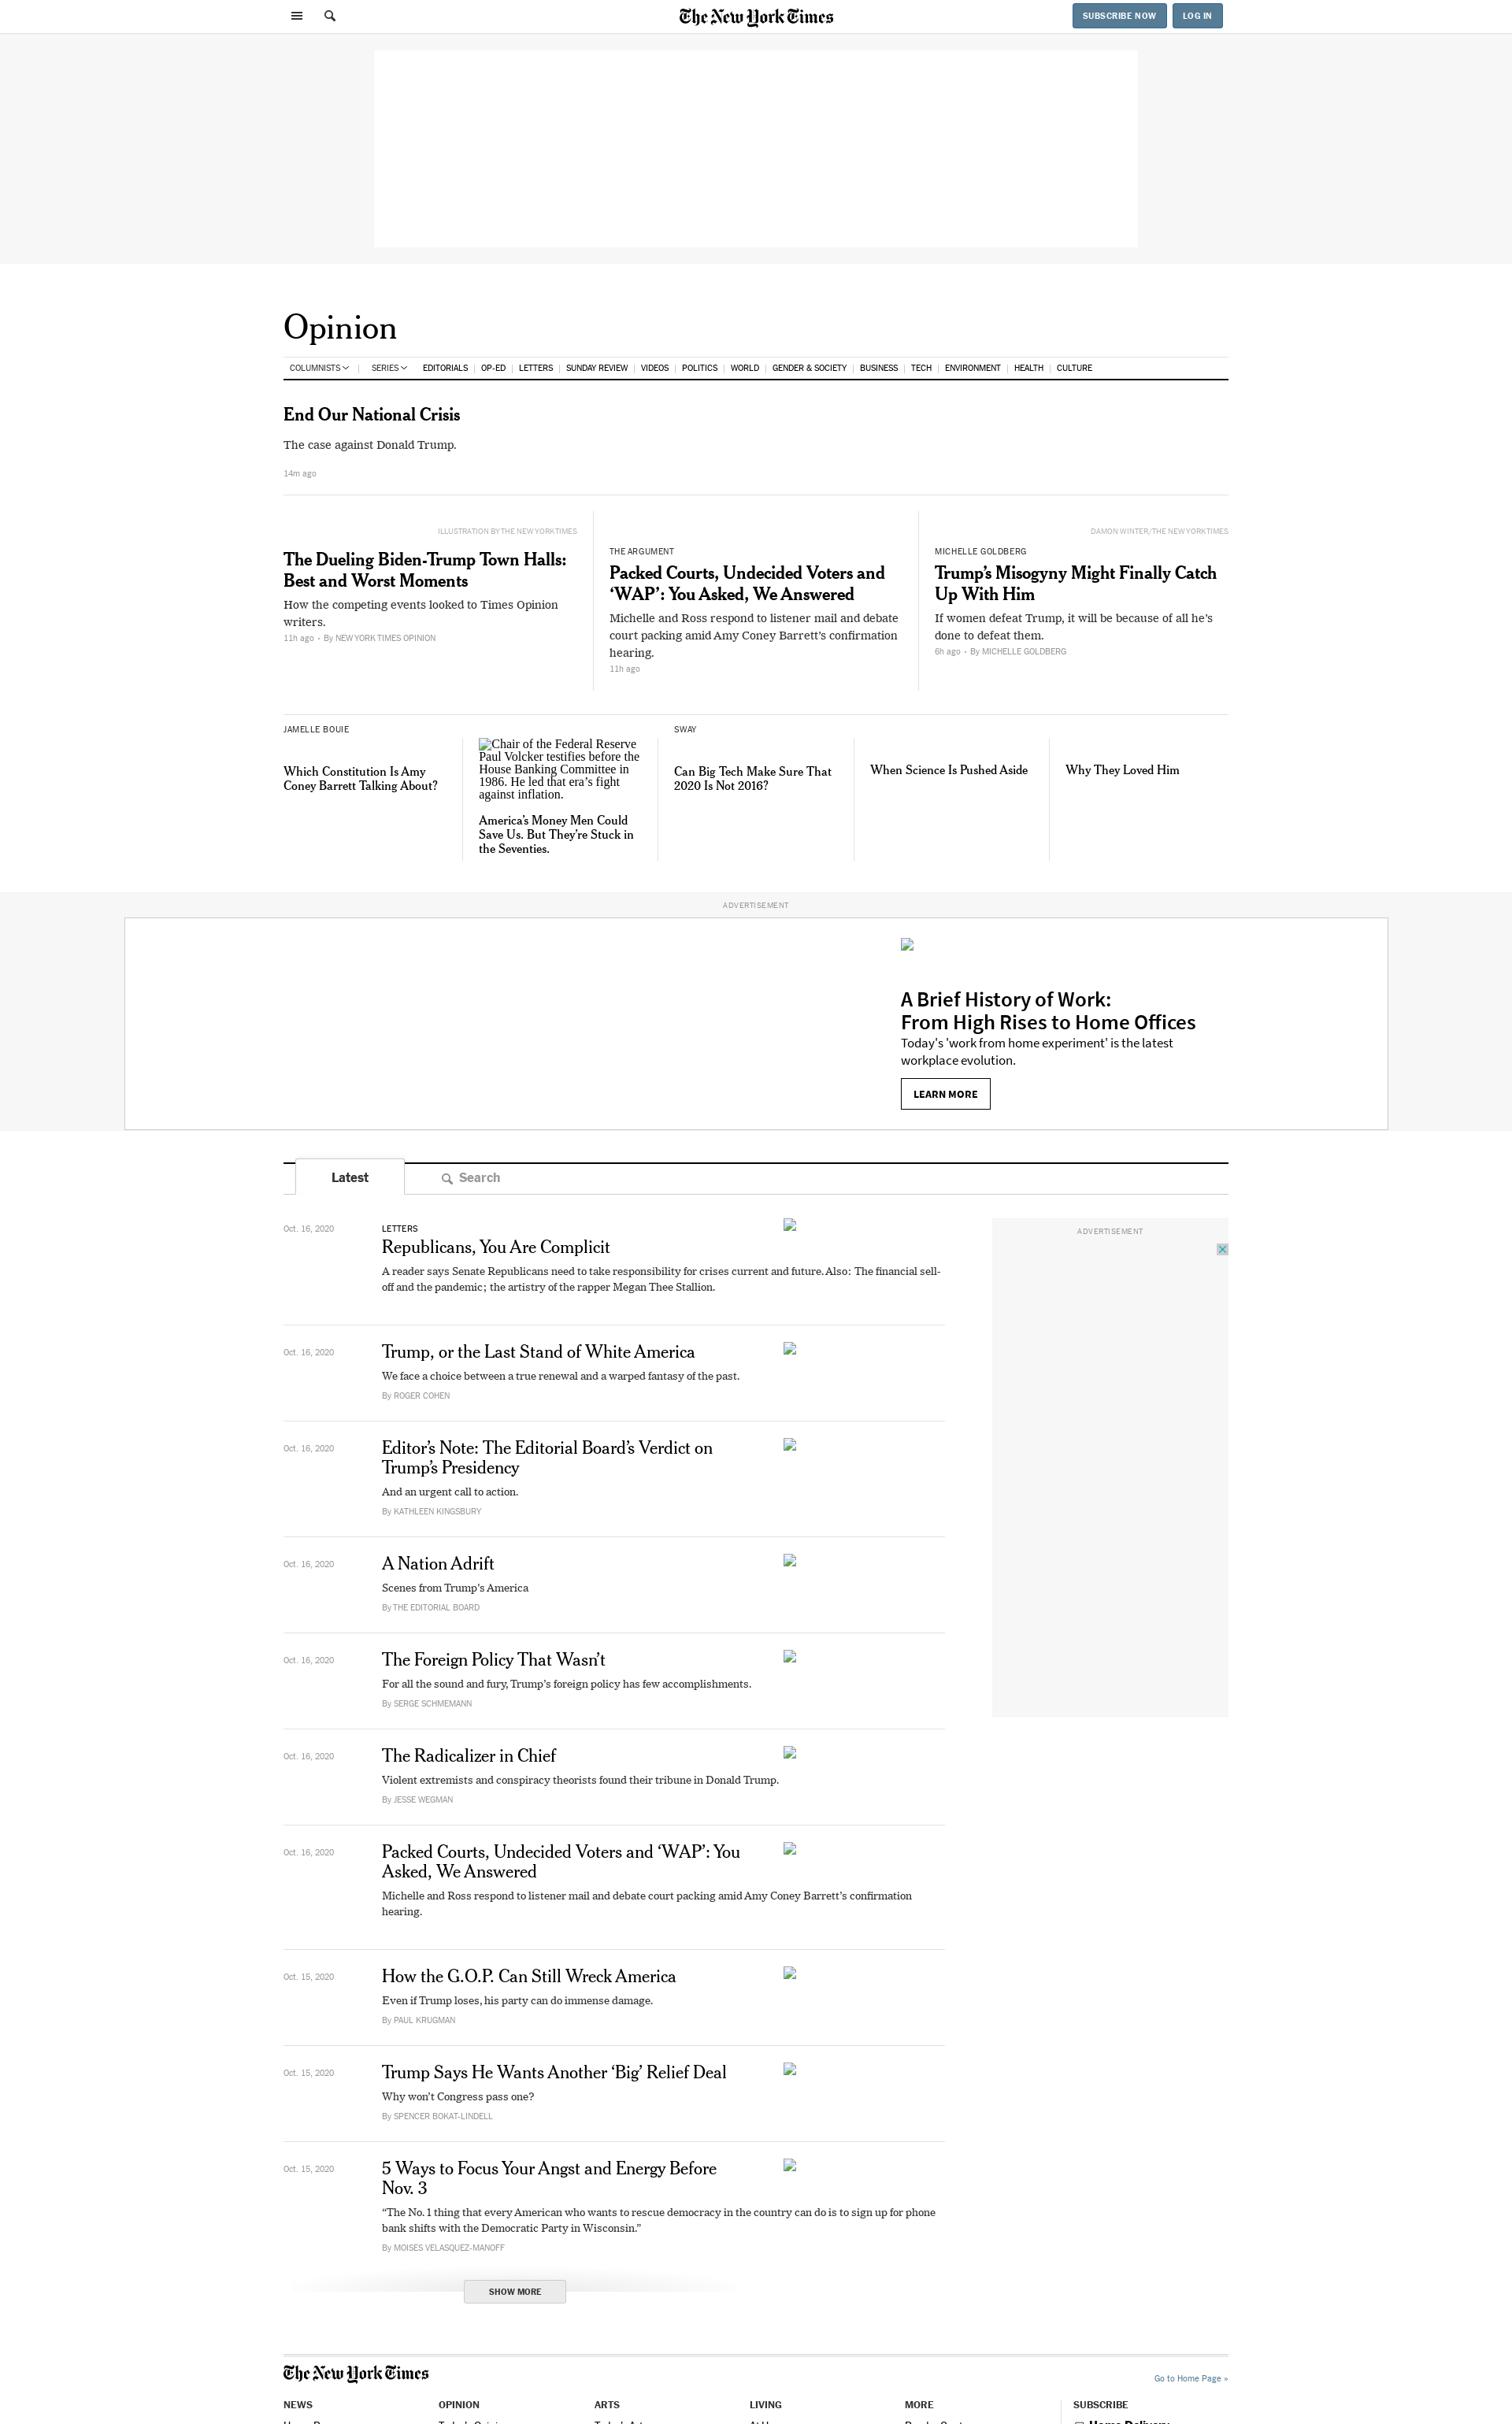 The New York Times
SUBSCRIBE NOW
LOG IN
Opinion
COLUMNISTS
SERIES
EDITORIALS
OP-ED
LETTERS
SUNDAY REVIEW
VIDEOS
POLITICS
WORLD
GENDER & SOCIETY
BUSINESS
TECH
ENVIRONMENT
HEALTH
CULTURE
End Our National Crisis
The case against Donald Trump.
14m ago
ILLUSTRATION BY THE NEW YORK TIMES
The Dueling Biden-Trump Town Halls:
Best and Worst Moments
How the competing events looked to Times Opinion
writers.
11h ago • By NEW YORK TIMES OPINION
THE ARGUMENT
Packed Courts, Undecided Voters and
‘WAP’: You Asked, We Answered
Michelle and Ross respond to listener mail and debate
court packing amid Amy Coney Barrett’s confirmation
hearing.
11h ago
DAMON WINTER/THE NEW YORK TIMES
MICHELLE GOLDBERG
Trump’s Misogyny Might Finally Catch
Up With Him
If women defeat Trump, it will be because of all he’s
done to defeat them.
6h ago • By MICHELLE GOLDBERG
JAMELLE BOUIE
Which Constitution Is Amy
Coney Barrett Talking About?
Chair of the Federal Reserve
Paul Volcker testifies before the
House Banking Committee in
1986. He led that era’s fight
against inflation.
America’s Money Men Could
Save Us. But They’re Stuck in
the Seventies.
SWAY
Can Big Tech Make Sure That
2020 Is Not 2016?
When Science Is Pushed Aside
Why They Loved Him
ADVERTISEMENT
A Brief History of Work:
From High Rises to Home Offices
Today's 'work from home experiment' is the latest
workplace evolution.
LEARN MORE
Latest
Search
ADVERTISEMENT
Oct. 16, 2020
LETTERS
Republicans, You Are Complicit
A reader says Senate Republicans need to take responsibility for crises current and future. Also: The financial sell-
off and the pandemic; the artistry of the rapper Megan Thee Stallion.
Oct. 16, 2020
Trump, or the Last Stand of White America
We face a choice between a true renewal and a warped fantasy of the past.
By ROGER COHEN
Oct. 16, 2020
Editor’s Note: The Editorial Board’s Verdict on
Trump’s Presidency
And an urgent call to action.
By KATHLEEN KINGSBURY
Oct. 16, 2020
A Nation Adrift
Scenes from Trump’s America
By THE EDITORIAL BOARD
Oct. 16, 2020
The Foreign Policy That Wasn’t
For all the sound and fury, Trump’s foreign policy has few accomplishments.
By SERGE SCHMEMANN
Oct. 16, 2020
The Radicalizer in Chief
Violent extremists and conspiracy theorists found their tribune in Donald Trump.
By JESSE WEGMAN
Oct. 16, 2020
Packed Courts, Undecided Voters and ‘WAP’: You
Asked, We Answered
Michelle and Ross respond to listener mail and debate court packing amid Amy Coney Barrett’s confirmation
hearing.
Oct. 15, 2020
How the G.O.P. Can Still Wreck America
Even if Trump loses, his party can do immense damage.
By PAUL KRUGMAN
Oct. 15, 2020
Trump Says He Wants Another ‘Big’ Relief Deal
Why won’t Congress pass one?
By SPENCER BOKAT-LINDELL
Oct. 15, 2020
5 Ways to Focus Your Angst and Energy Before
Nov. 3
“The No. 1 thing that every American who wants to rescue democracy in the country can do is to sign up for phone
bank shifts with the Democratic Party in Wisconsin.”
By MOISES VELASQUEZ-MANOFF
SHOW MORE
The New York Times
Go to Home Page »
NEWS
OPINION
ARTS
LIVING
MORE
SUBSCRIBE